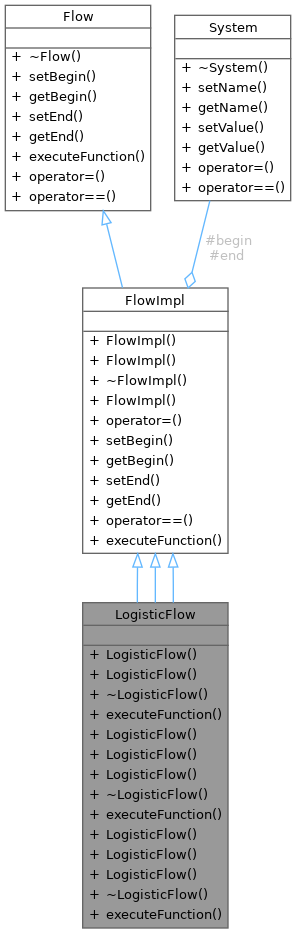 Flow
+ ~Flow()
+ setBegin()
+ getBegin()
+ setEnd()
+ getEnd()
+ executeFunction()
+ operator=()
+ operator==()
System
+ ~System()
+ setName()
+ getName()
+ setValue()
+ getValue()
+ operator=()
+ operator==()
#begin
#end
FlowImpl
+ FlowImpl()
+ FlowImpl()
+ ~FlowImpl()
+ FlowImpl()
+ operator=()
+ setBegin()
+ getBegin()
+ setEnd()
+ getEnd()
+ operator==()
+ executeFunction()
LogisticFlow
+ LogisticFlow()
+ LogisticFlow()
+ ~LogisticFlow()
+ executeFunction()
+ LogisticFlow()
+ LogisticFlow()
+ LogisticFlow()
+ ~LogisticFlow()
+ executeFunction()
+ LogisticFlow()
+ LogisticFlow()
+ LogisticFlow()
+ ~LogisticFlow()
+ executeFunction()